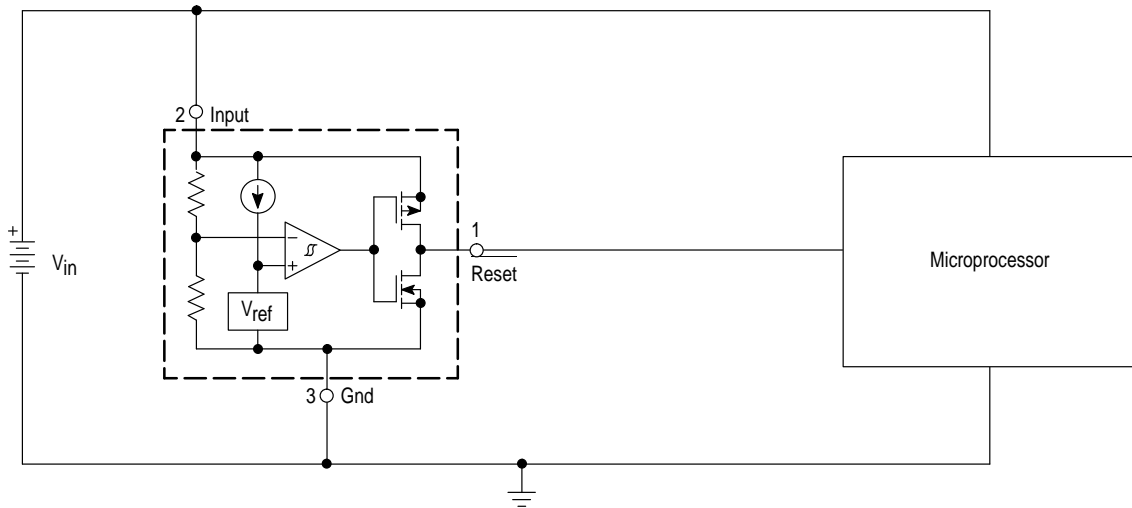 2 Input
1
Reset
Microprocessor
+
Vin
−
+
Vref
3 Gnd